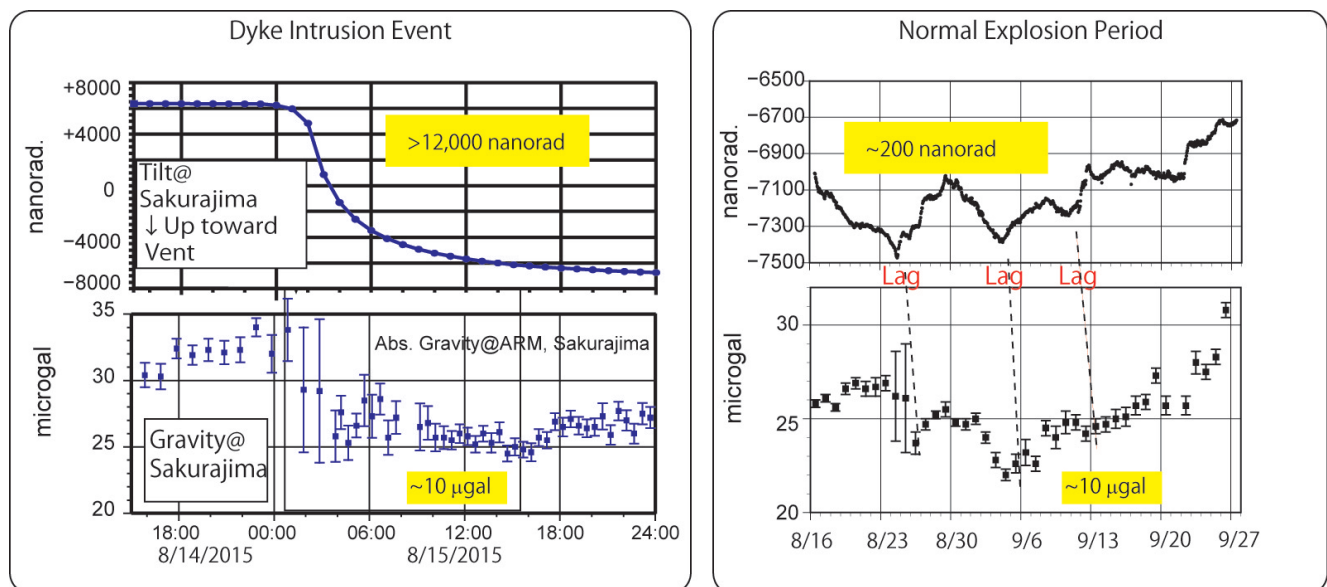 Dyke Intrusion Event
+8000
+4000
0
−4000
−8000
nanorad.
>12,000 nanorad
Tilt@
Sakurajima
↓ Up toward
Vent
35
30
25
20
microgal
Abs. Gravity@ARM, Sakurajima
Gravity@
Sakurajima
~10 μgal
18:00 00:00 06:00 12:00 18:00 24:00
8/14/2015 8/15/2015
Normal Explosion Period
−6500
−6700
−6900
−7100
−7300
−7500
nanorad
~200 nanorad
Lag Lag Lag
30
25
20
microgal
~10 μgal
8/16 8/23 8/30 9/6 9/13 9/20 9/27